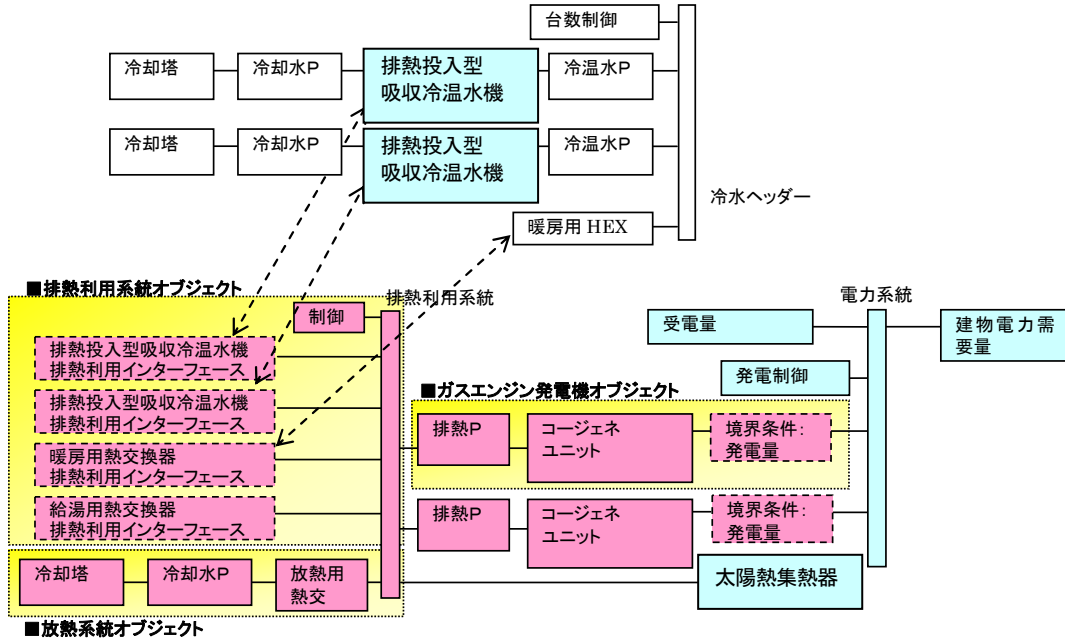 台数制御
冷却塔
冷却水P
排熱投入型
吸収冷温水機
冷温水P
冷却塔
冷却水P
排熱投入型
吸収冷温水機
冷温水P
冷水ヘッダー
暖房用 HEX
■排熱利用系統オブジェクト
排熱利用系統
制御
排熱投入型吸収冷温水機
排熱利用インターフェース
排熱投入型吸収冷温水機
排熱利用インターフェース
暖房用熱交換器
排熱利用インターフェース
給湯用熱交換器
排熱利用インターフェース
電力系統
受電量
建物電力需
要量
発電制御
■ガスエンジン発電機オブジェクト
排熱P
コージェネ
ユニット
境界条件:
発電量
排熱P
コージェネ
ユニット
境界条件:
発電量
冷却塔
冷却水P
放熱用
熱交
太陽熱集熱器
■放熱系統オブジェクト